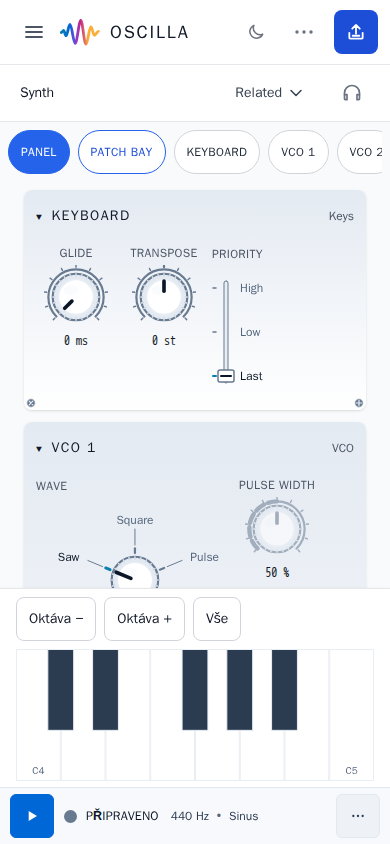 OSCILLA
Synth
Related
PANEL
PATCH BAY
KEYBOARD
VCO 1
VCO 2
KEYBOARD
Keys
GLIDE
TRANSPOSE
PRIORITY
High
Low
Last
0 ms
0 st
VCO 1
VCO
WAVE
PULSE WIDTH
Square
Saw
Pulse
50 %
Oktáva −
Oktáva +
Vše
C4
C5
PŘIPRAVENO
440 Hz • Sinus